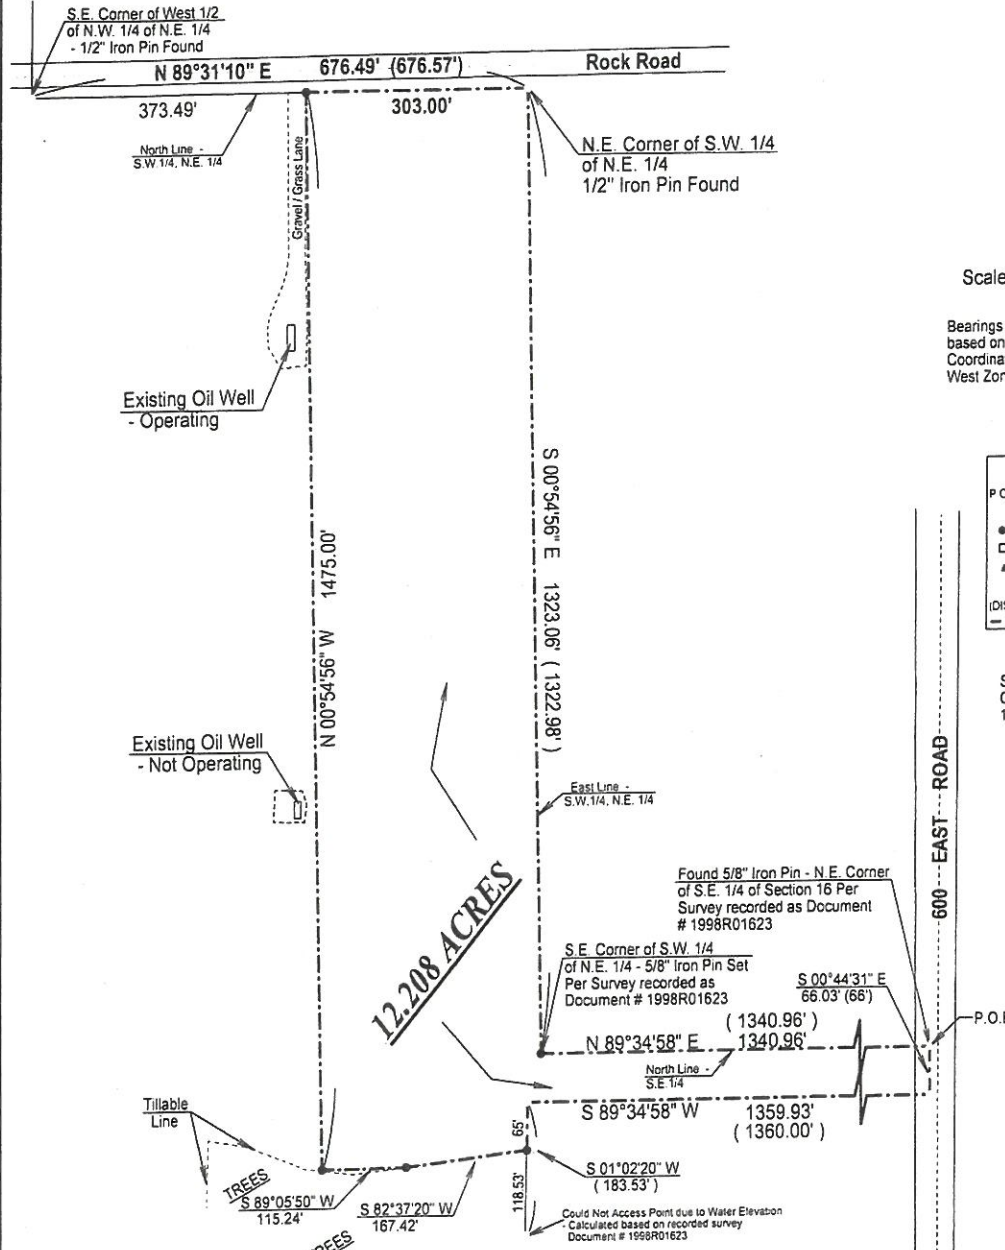 S.E. Corner of West 1/2
of N.W. 1/4 of N.E. 1/4
- 1/2" Iron Pin Found
N 89°31'10" E
676.49' (676.57')
Rock Road
373.49'
303.00'
North Line -
S.W 1/4, N.E. 1/4
N.E. Corner of S.W. 1/4
of N.E. 1/4
1/2" Iron Pin Found
Gravel / Grass Lane
Scale
Bearings
based on
Coordina
West Zon
Existing Oil Well
- Operating
S 00°54'56" E 1323.06' ( 1322.98' )
N 00°54'56" W 1475.00'
Existing Oil Well
- Not Operating
East Line -
S.W.1/4, N.E. 1/4
600 EAST ROAD
12.208 ACRES
Found 5/8" Iron Pin - N.E. Corner
of S.E. 1/4 of Section 16 Per
Survey recorded as Document
# 1998R01623
S.E. Corner of S.W. 1/4
of N.E. 1/4 - 5/8" Iron Pin Set
Per Survey recorded as
Document # 1998R01623
S 00°44'31" E
66.03' (66')
P.O.
( 1340.96' )
N 89°34'58" E 1340.96'
North Line -
S.E.1/4
S 89°34'58" W 1359.93'
( 1360.00' )
Tillable
Line
65'
S 01°02'20" W
( 183.53' )
118.53'
TREES
S 89°05'50" W
115.24'
S 82°37'20" W
167.42'
Could Not Access Point due to Water Elevation
- Calculated based on recorded survey
Document # 1998R01623
REES